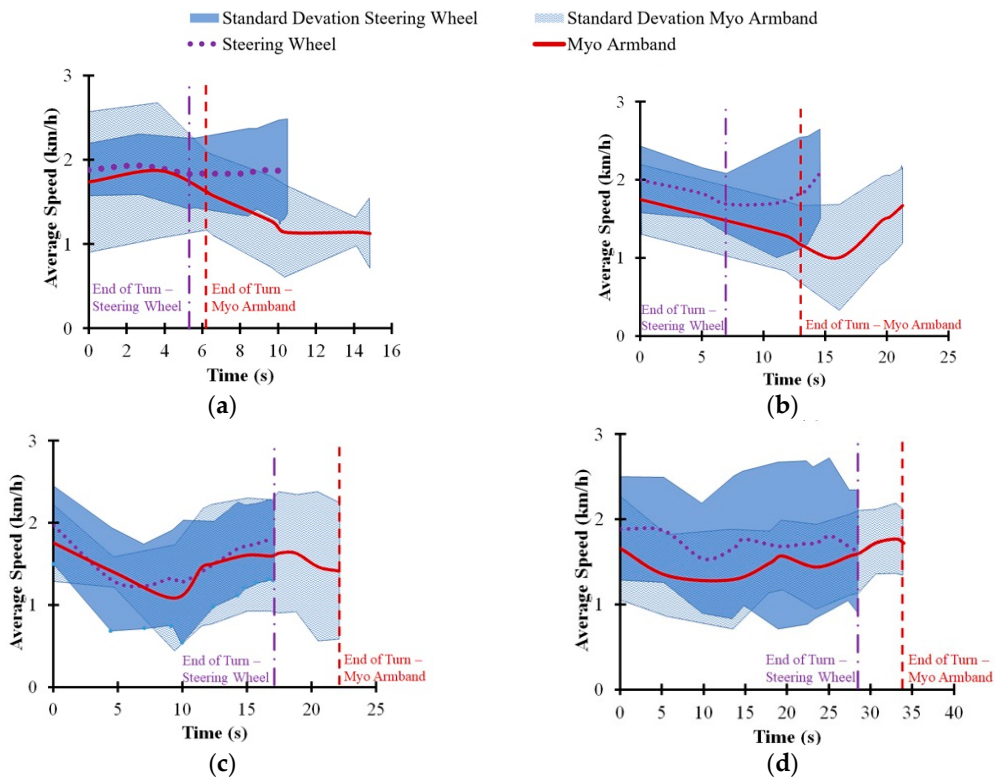 Standard Devation Steering Wheel
Standard Devation Myo Armband
Steering Wheel
Myo Armband
Average Speed (km/h)
3
2
1
0
End of Turn –
Steering Wheel
End of Turn –
Myo Armband
0 2 4 6 8 10 12 14 16
Time (s)
(a)
Average Speed (km/h)
3
2
1
0
End of Turn –
Steering Wheel
End of Turn – Myo Armband
0 5 10 15 20 25
Time (s)
(b)
Average Speed (km/h)
3
2
1
0
End of Turn –
Steering Wheel
End of Turn –
Myo Armband
0 5 10 15 20 25
Time (s)
(c)
Average Speed (km/h)
3
2
1
0
End of Turn –
Steering Wheel
End of Turn –
Myo Armband
0 5 10 15 20 25 30 35 40
Time (s)
(d)